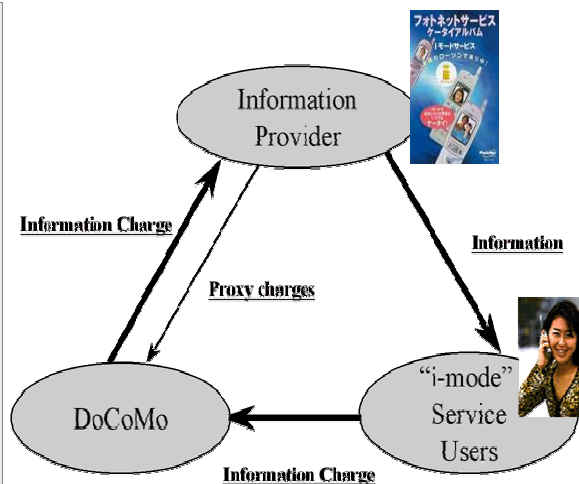 フォトネットサービス
ケータイアルバム
iモードサービス
Information
Provider
Information Charge
Information
Proxy charges
DoCoMo
“i-mode”
Service
Users
Information Charge